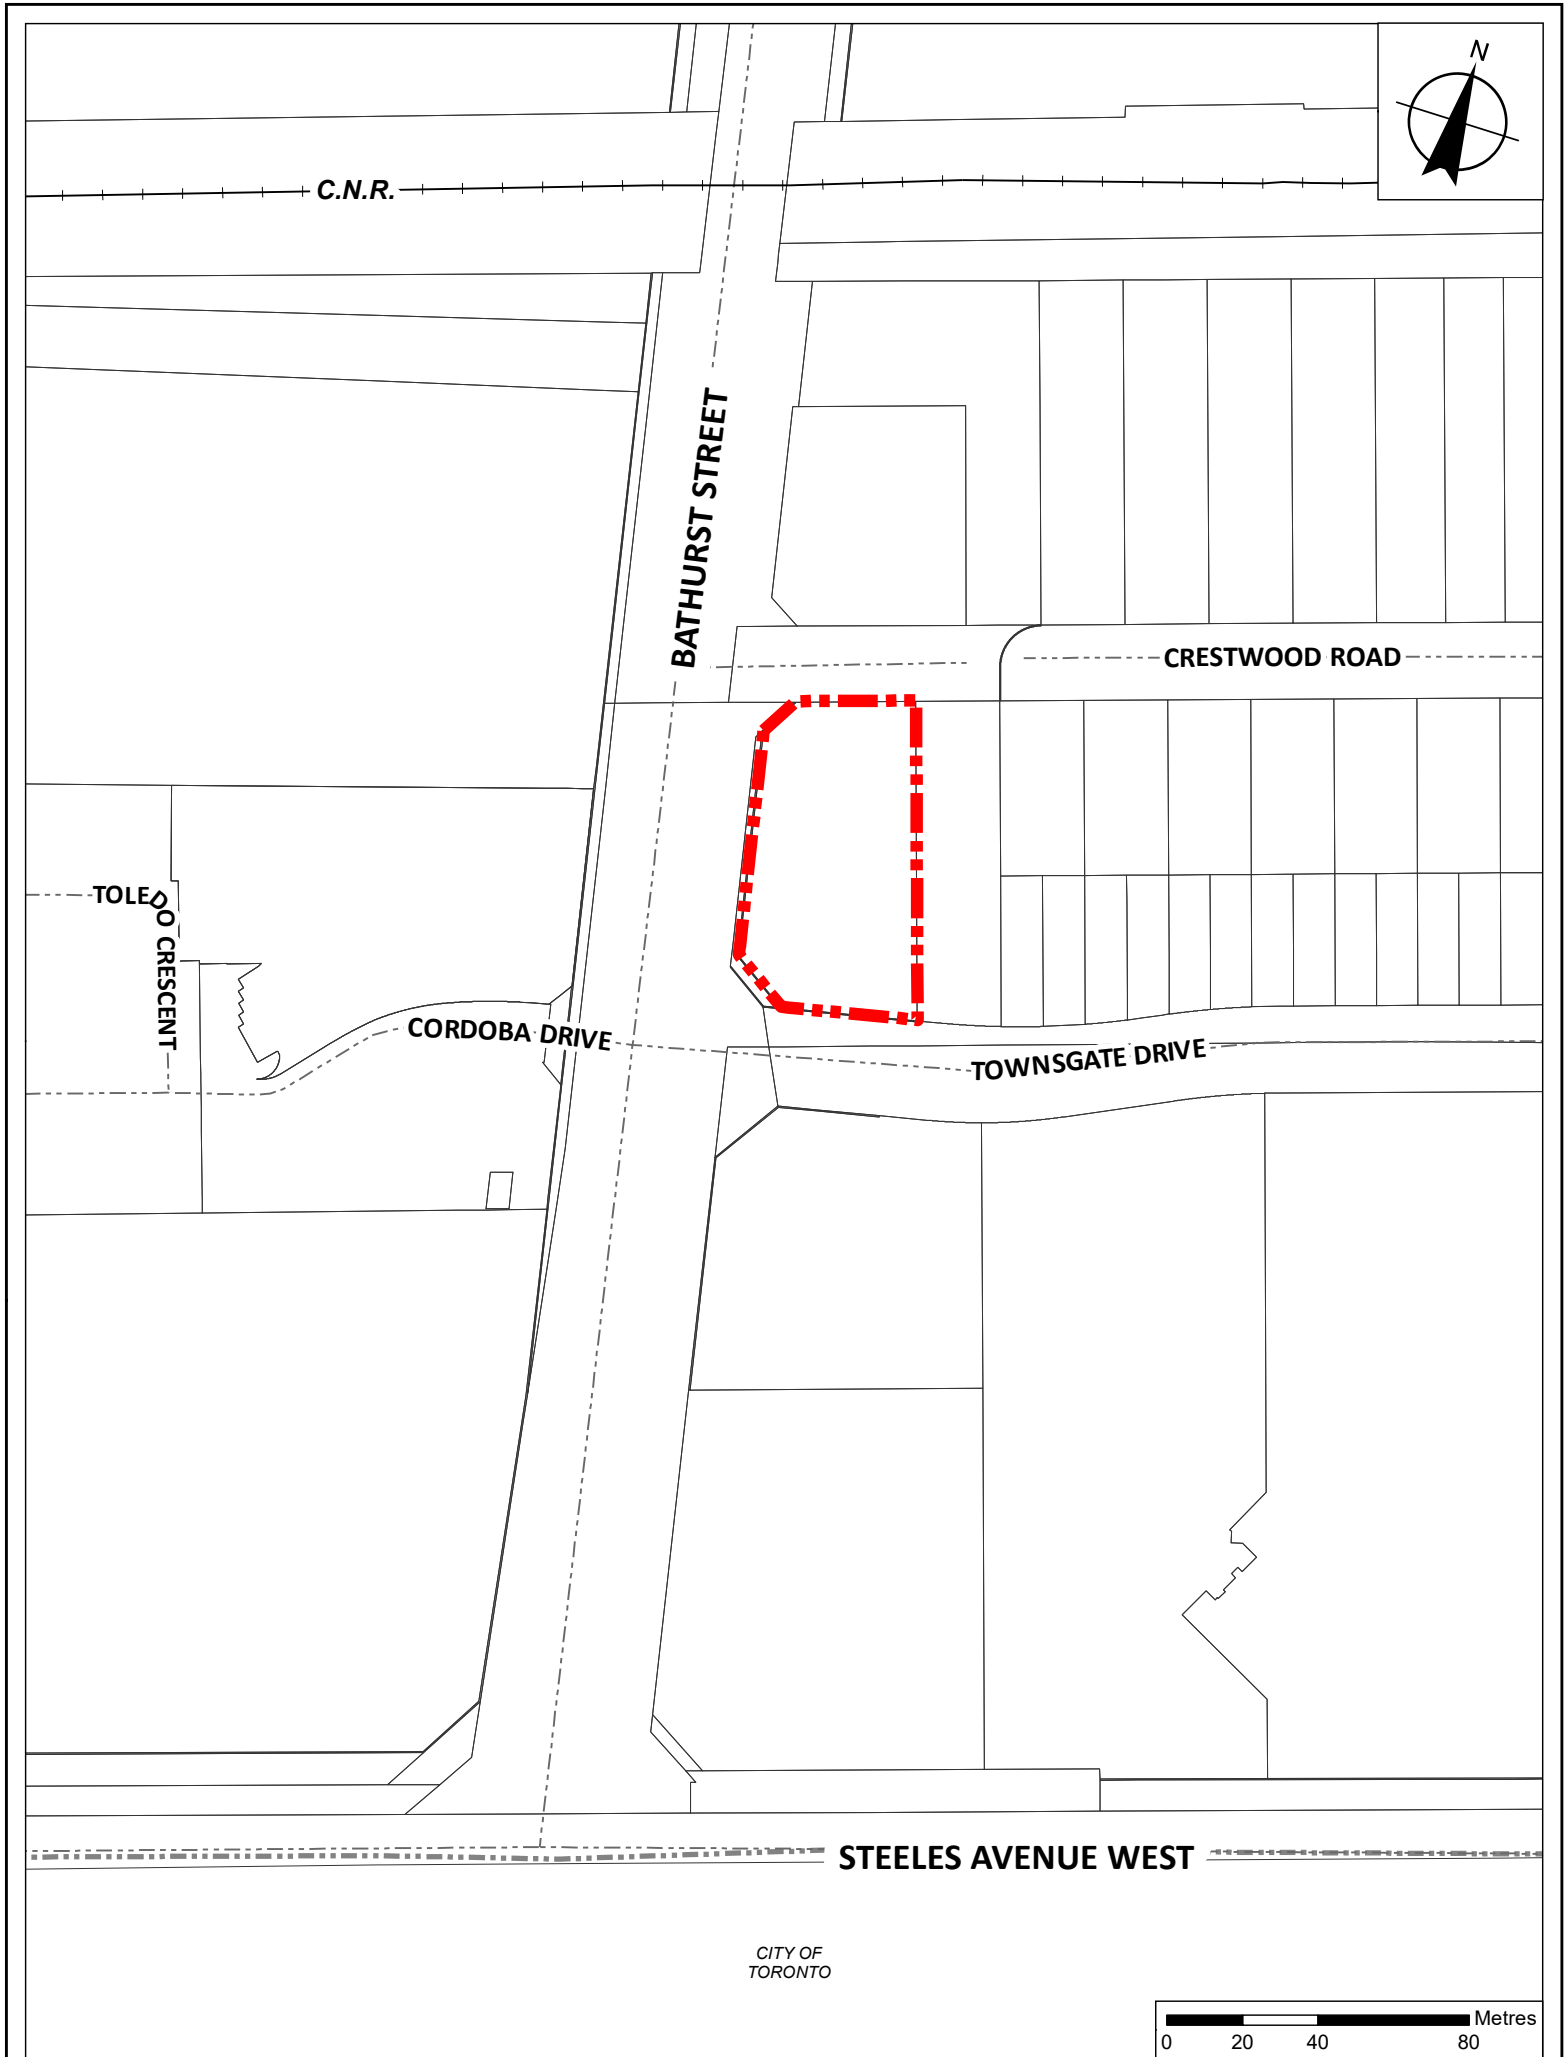 N
C.N.R.
BATHURST STREET
CRESTWOOD ROAD
TOLEDO CRESCENT
CORDOBA DRIVE
TOWNSGATE DRIVE
STEELES AVENUE WEST
CITY OF
TORONTO
Metres
0 20 40 80